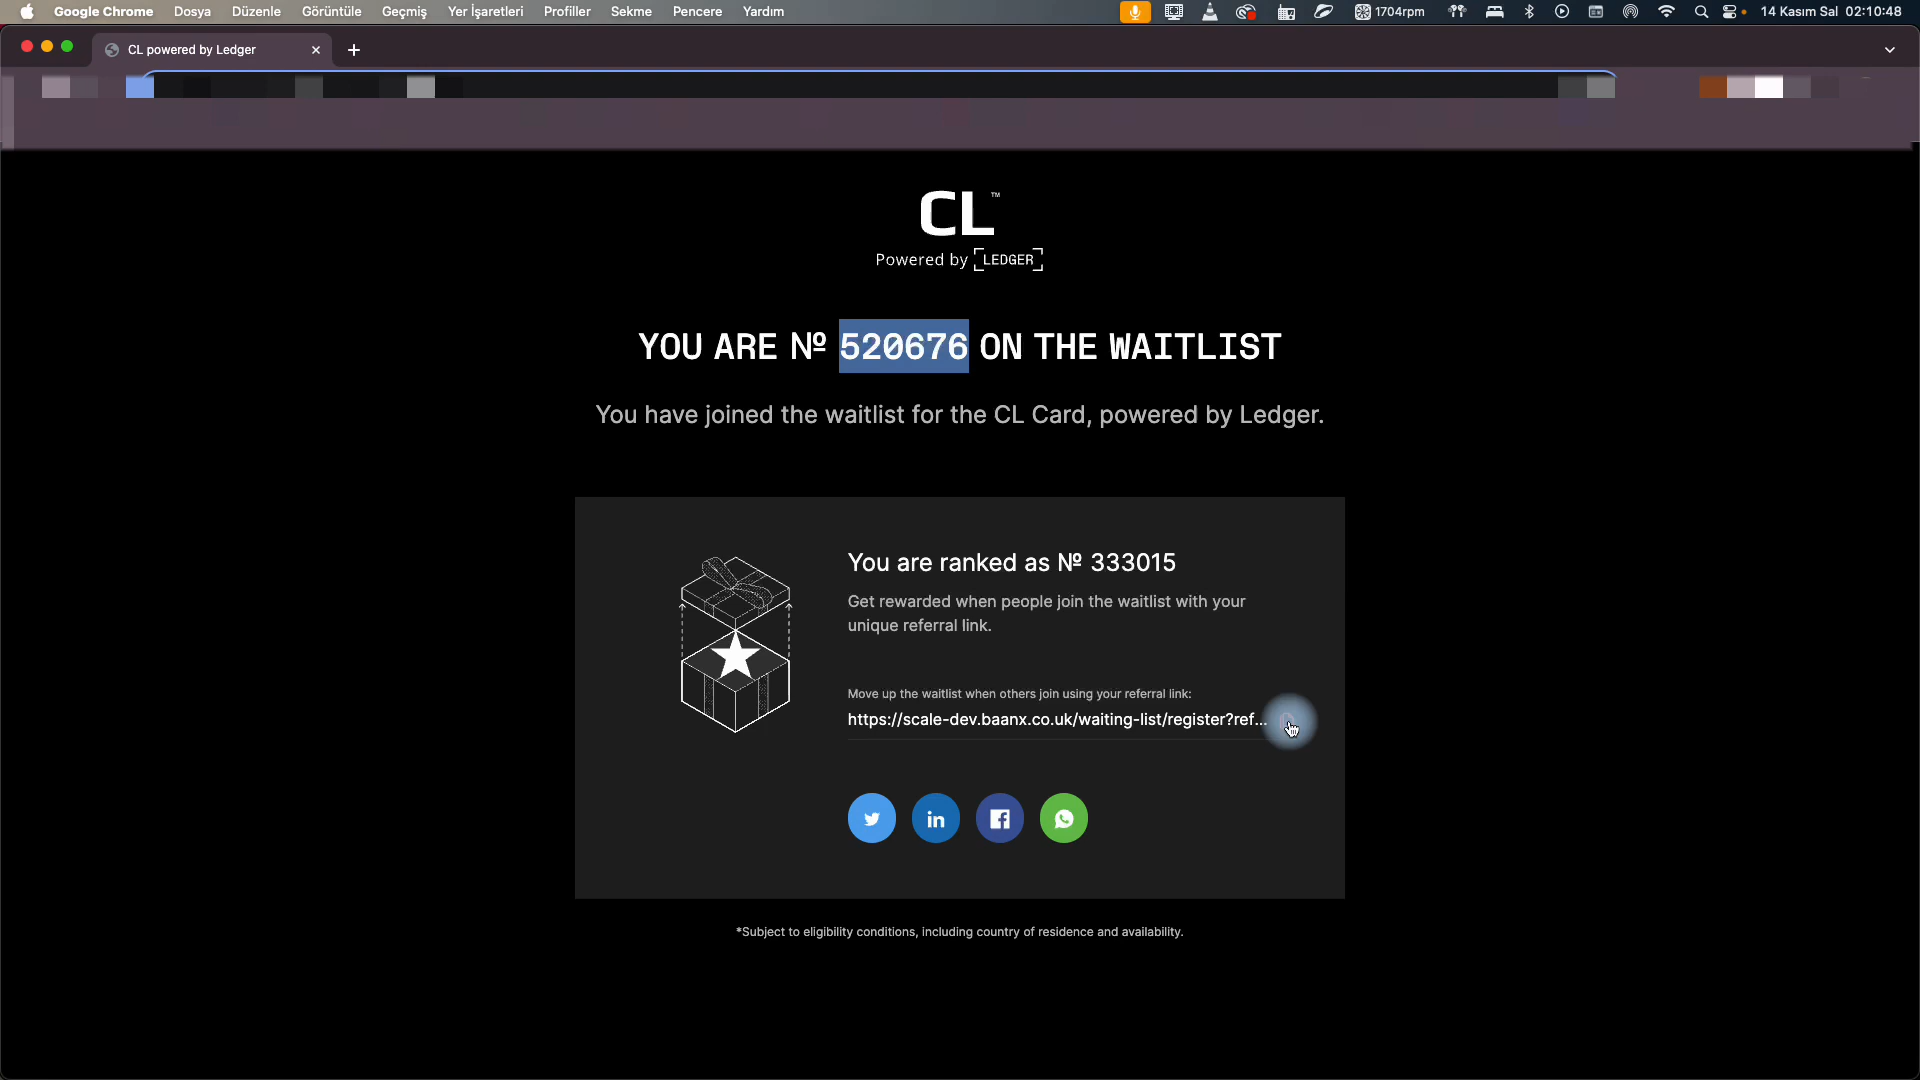 Google Chrome Dosya Düzenle Görüntüle Geçmiş Yer İşaretleri Profiller Sekme Pencere Yardım 1704rpm 14 Kasım Sal 02:10:48
CL powered by Ledger
CL™
Powered by LEDGER
YOU ARE Nº 520676 ON THE WAITLIST
You have joined the waitlist for the CL Card, powered by Ledger.
You are ranked as Nº 333015
Get rewarded when people join the waitlist with your
unique referral link.
Move up the waitlist when others join using your referral link:
https://scale-dev.baanx.co.uk/waiting-list/register?ref...
*Subject to eligibility conditions, including country of residence and availability.